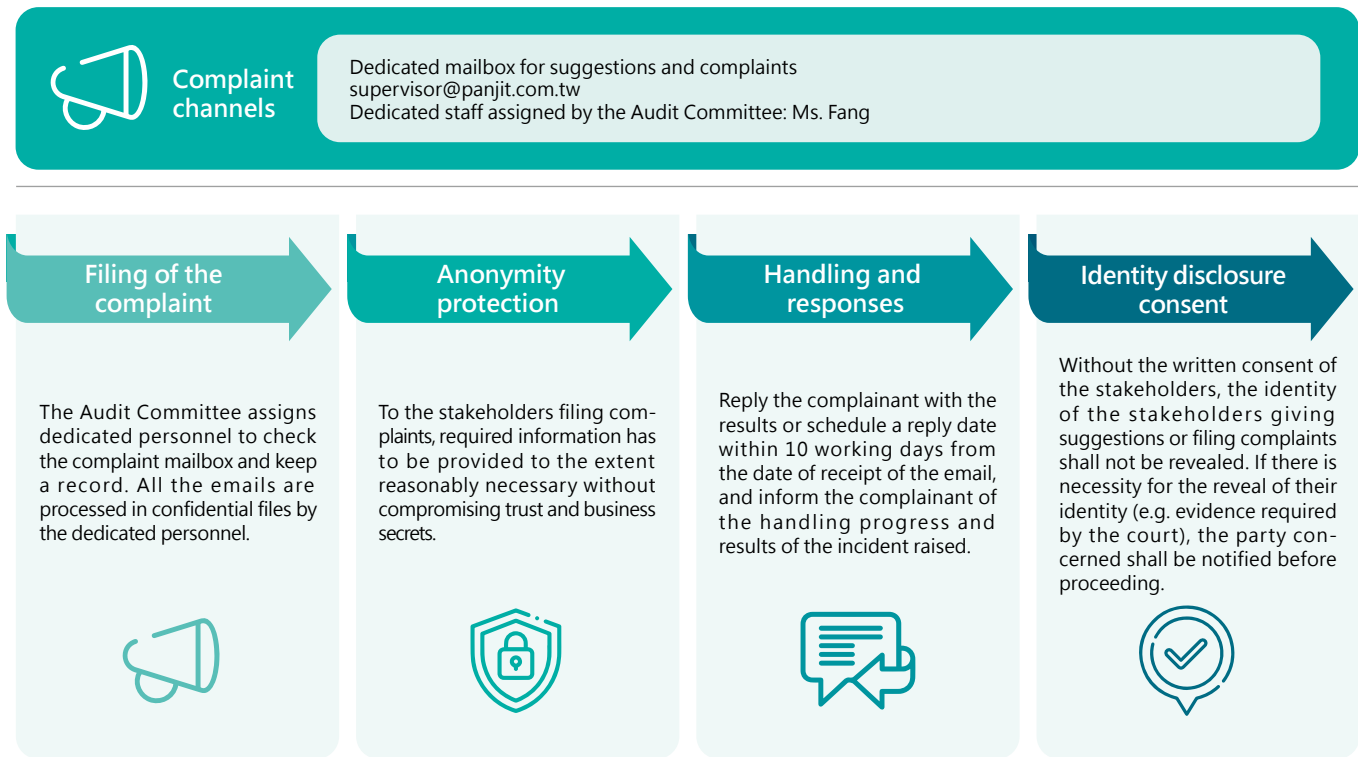 Complaint
channels
Dedicated mailbox for suggestions and complaints
supervisor@panjit.com.tw
Dedicated staff assigned by the Audit Committee: Ms. Fang
Filing of the
complaint
The Audit Committee assigns
dedicated personnel to check
the complaint mailbox and keep
a record. All the emails are
processed in confidential files by
the dedicated personnel.
Anonymity
protection
To the stakeholders filing com-
plaints, required information has
to be provided to the extent
reasonably necessary without
compromising trust and business
secrets.
Handling and
responses
Reply the complainant with the
results or schedule a reply date
within 10 working days from
the date of receipt of the email,
and inform the complainant of
the handling progress and
results of the incident raised.
Identity disclosure
consent
Without the written consent of
the stakeholders, the identity
of the stakeholders giving
suggestions or filing complaints
shall not be revealed. If there is
necessity for the reveal of their
identity (e.g. evidence required
by the court), the party con-
cerned shall be notified before
proceeding.